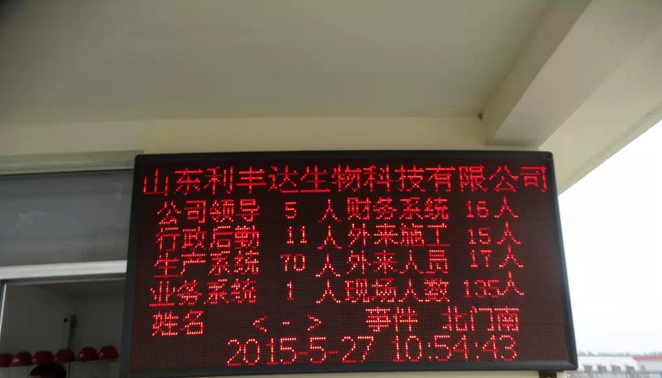 山东利丰达生物科技有限公司
公司领导 5 人 财务系统 16人
行政后勤 11 人 外来施工 15人
生产系统 70 人 外来人员 17人
业务系统 1 人 现场人数 135人
姓名 < - > 事件 北门南
2015-5-27 10:54:43